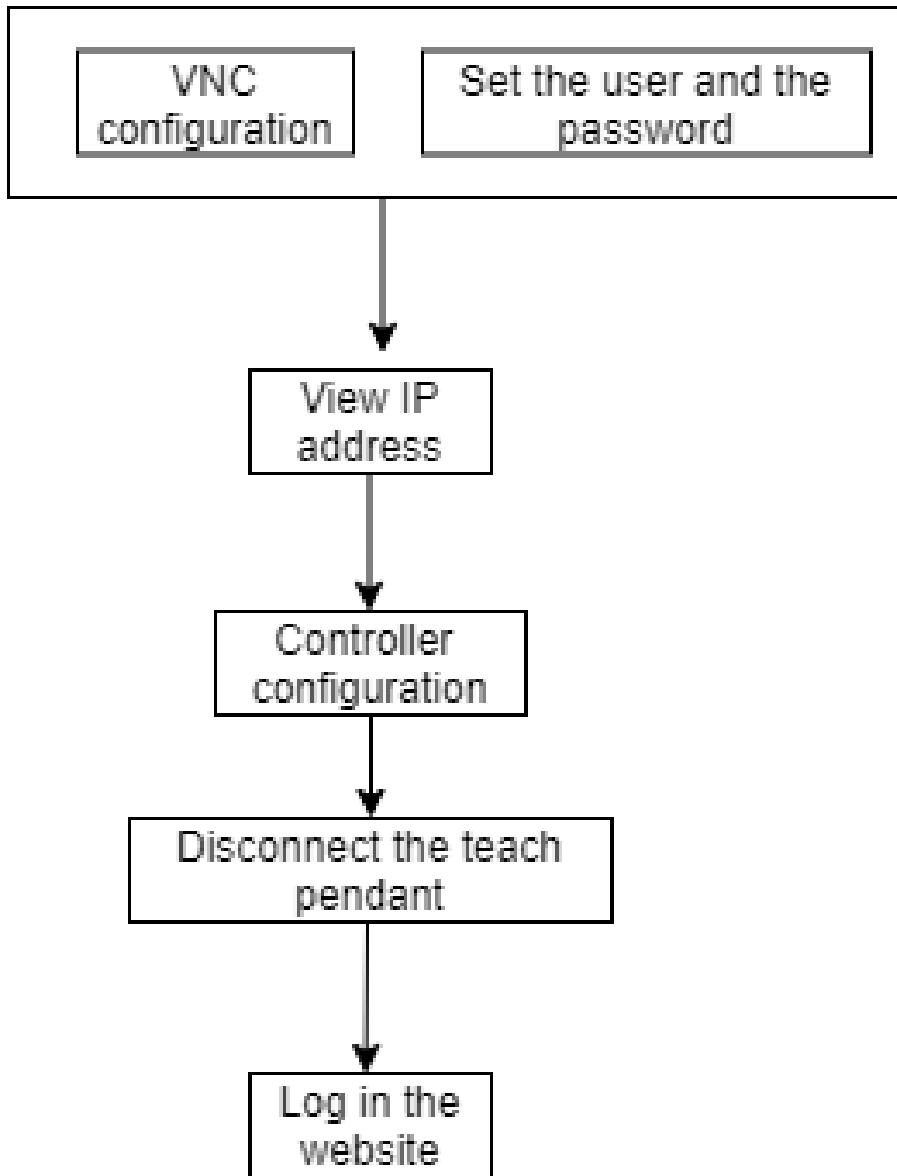 VNC
configuration
Set the user and the
password
View IP
address
Controller
configuration
Disconnect the teach
pendant
Log in the
website